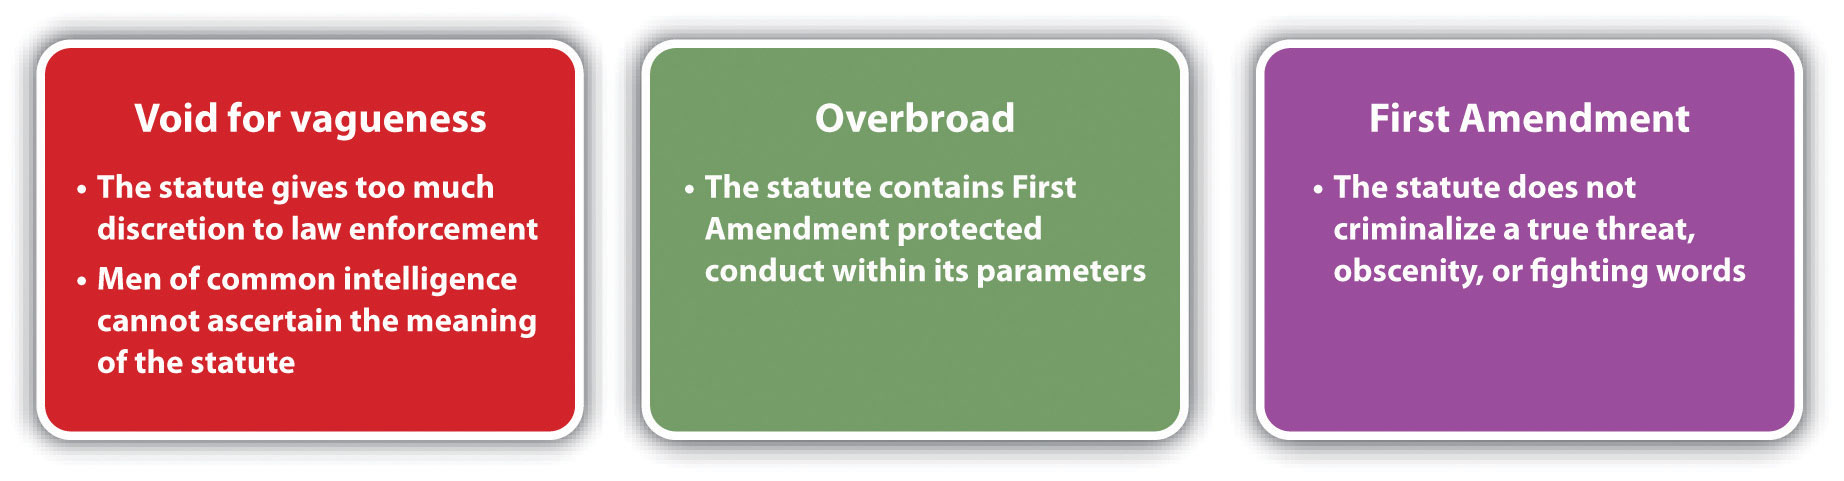 Void for vagueness
• The statute gives too much
discretion to law enforcement
• Men of common intelligence
cannot ascertain the meaning
of the statute
Overbroad
• The statute contains First
Amendment protected
conduct within its parameters
First Amendment
• The statute does not
criminalize a true threat,
obscenity, or fighting words